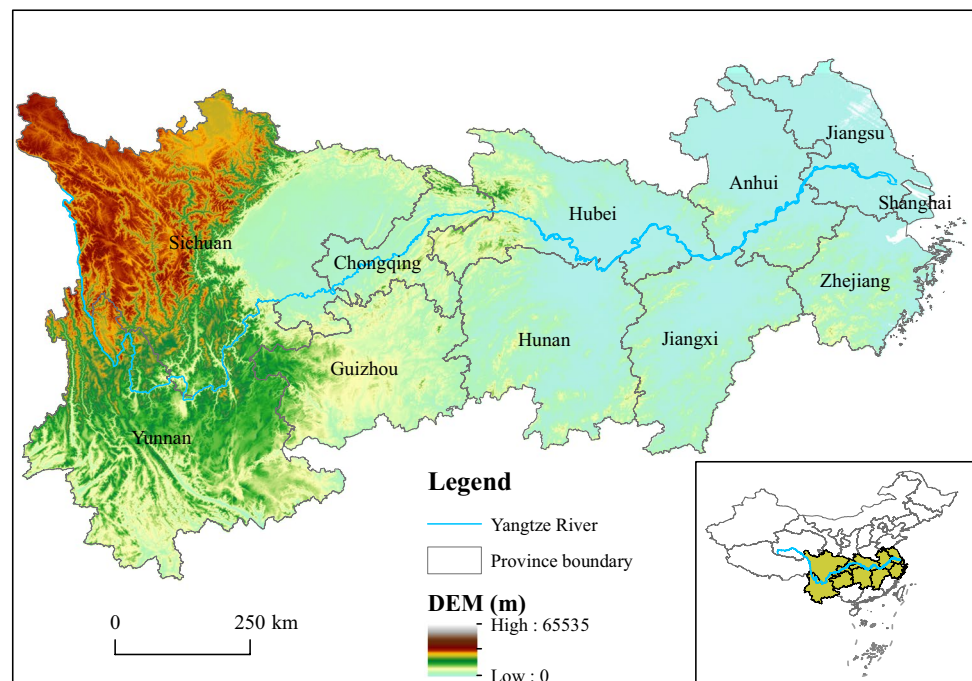 Jiangsu
Anhui
Shanghai
Hubei
Sichuan
Chongqing
Zhejiang
Hunan
Jiangxi
Guizhou
Yunnan
Legend
Yangtze River
Province boundary
DEM (m)
High : 65535
Low : 0
0 250 km